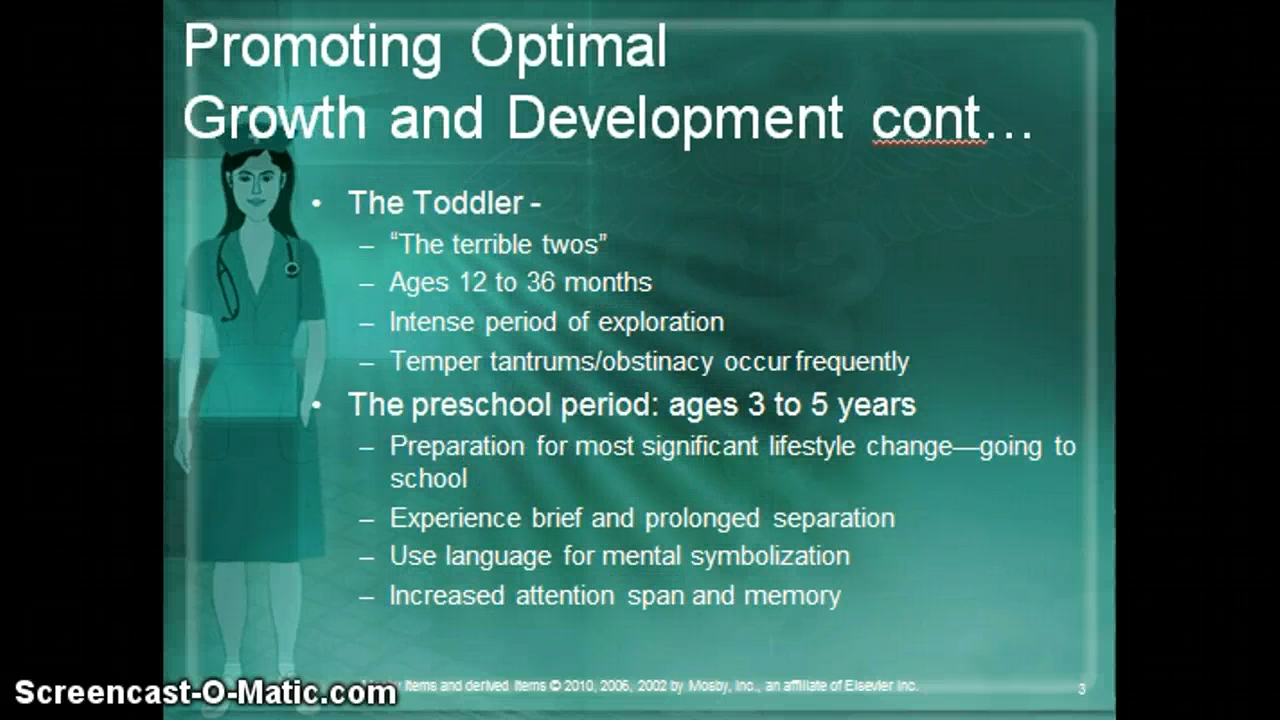 Promoting Optimal
Growth and Development cont...
• The Toddler -
– "The terrible twos"
– Ages 12 to 36 months
– Intense period of exploration
– Temper tantrums/obstinacy occur frequently
• The preschool period: ages 3 to 5 years
– Preparation for most significant lifestyle change—going to
school
– Experience brief and prolonged separation
– Use language for mental symbolization
– Increased attention span and memory
items and derived items © 2010, 2006, 2002 by Mosby, Inc., an affiliate of Elsevier Inc.
3
Screencast-O-Matic.com